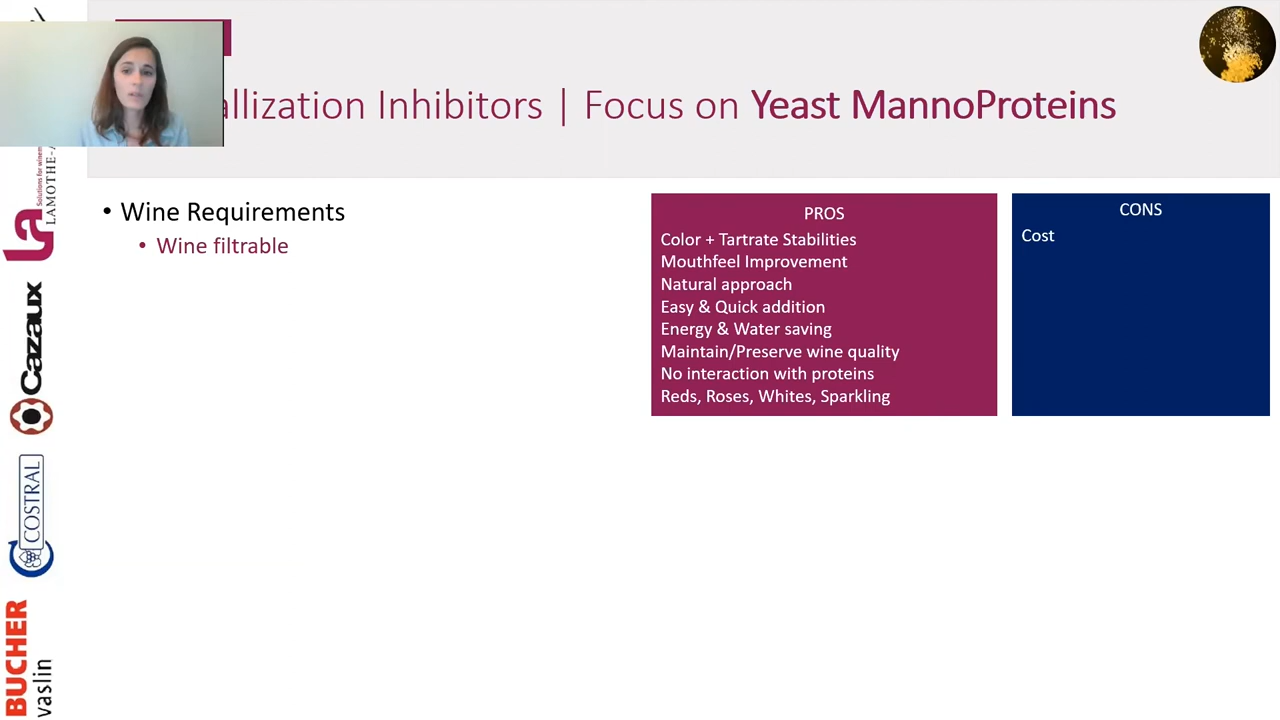 allization Inhibitors | Focus on Yeast MannoProteins
• Wine Requirements
• Wine filtrable
PROS
Color + Tartrate Stabilities
Mouthfeel Improvement
Natural approach
Easy & Quick addition
Energy & Water saving
Maintain/Preserve wine quality
No interaction with proteins
Reds, Roses, Whites, Sparkling
CONS
Cost
La
LAMOTHE-A
Cazaux
COSTRAL
BUCHER
vaslin